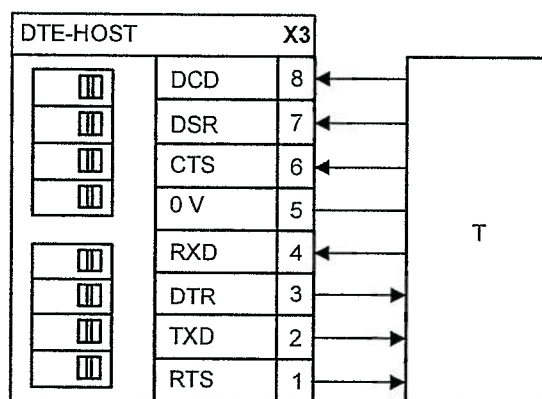 DTE-HOST X3
DCD 8
DSR 7
CTS 6
0 V 5
T
RXD 4
DTR 3
TXD 2
RTS 1